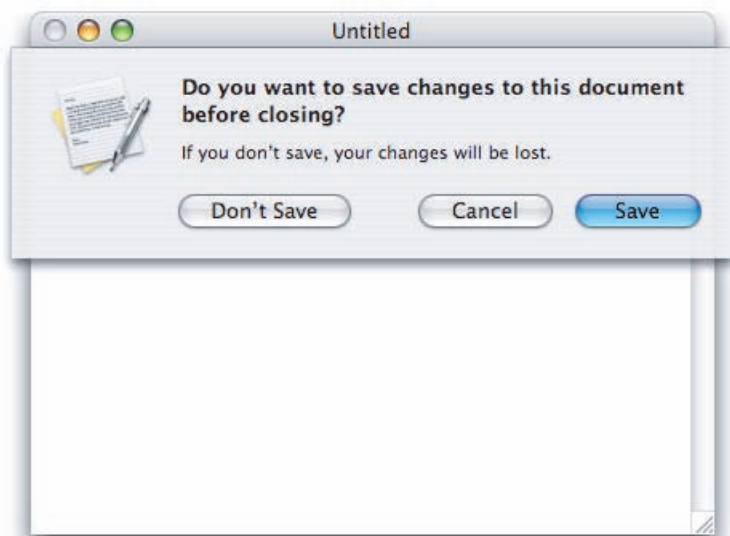 Untitled
Do you want to save changes to this document
before closing?
If you don't save, your changes will be lost.
Don't Save
Cancel
Save